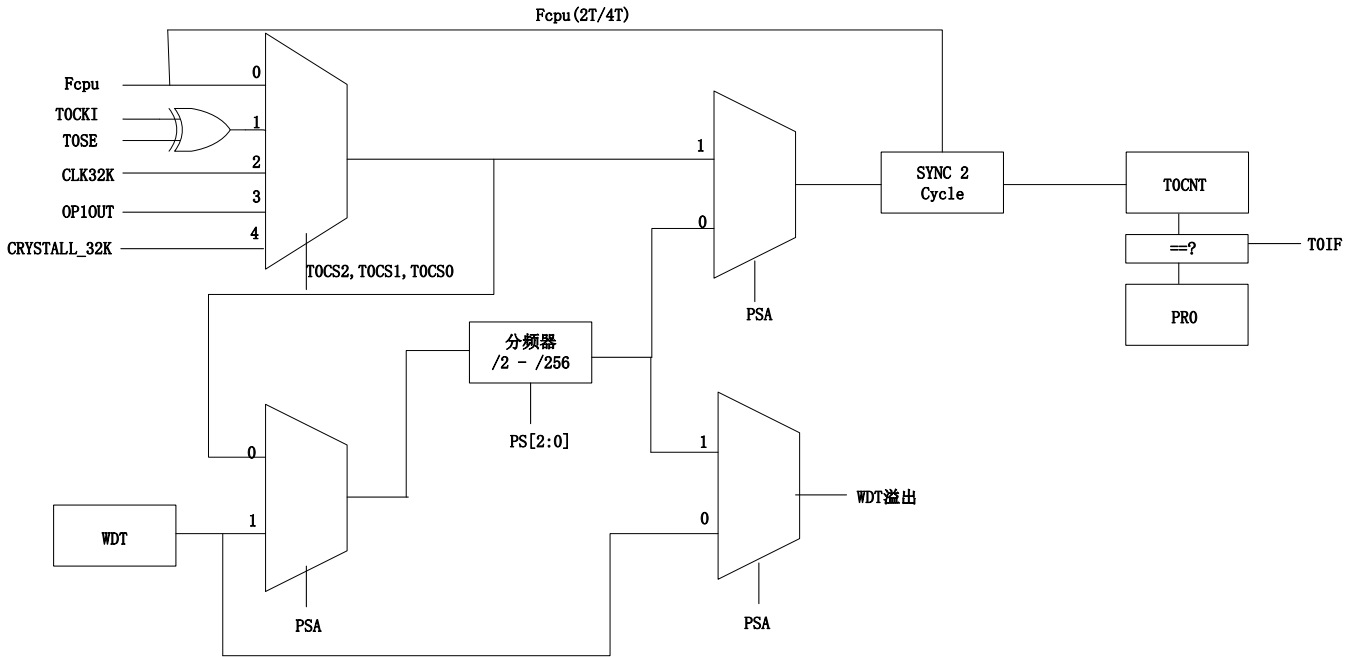 Fcpu(2T/4T)
Fcpu
0
T0CKI
1
T0SE
CLK32K
2
OP1OUT
3
CRYSTALL_32K
4
T0CS2,T0CS1,T0CS0
1
0
PSA
SYNC 2
Cycle
T0CNT
==?
T0IF
PR0
分频器
/2 - /256
PS[2:0]
0
1
WDT
PSA
1
0
WDT溢出
PSA